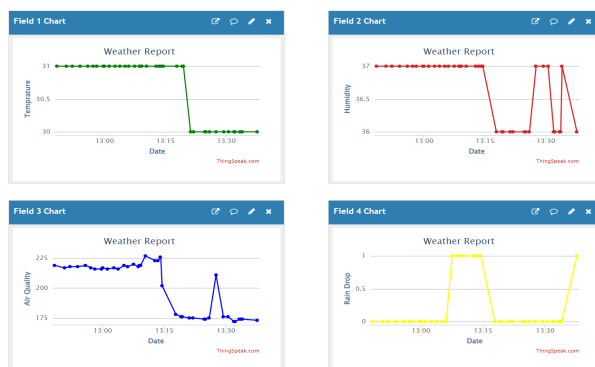 Field 1 Chart
Weather Report
Temprature
31
30.5
30
13:00 13:15 13:30
Date
ThingSpeak.com
Field 2 Chart
Weather Report
Humidity
37
36.5
36
13:00 13:15 13:30
Date
ThingSpeak.com
Field 3 Chart
Weather Report
Air Quality
225
200
175
13:00 13:15 13:30
Date
ThingSpeak.com
Field 4 Chart
Weather Report
Rain Drop
1
0.5
0
13:00 13:15 13:30
Date
ThingSpeak.com